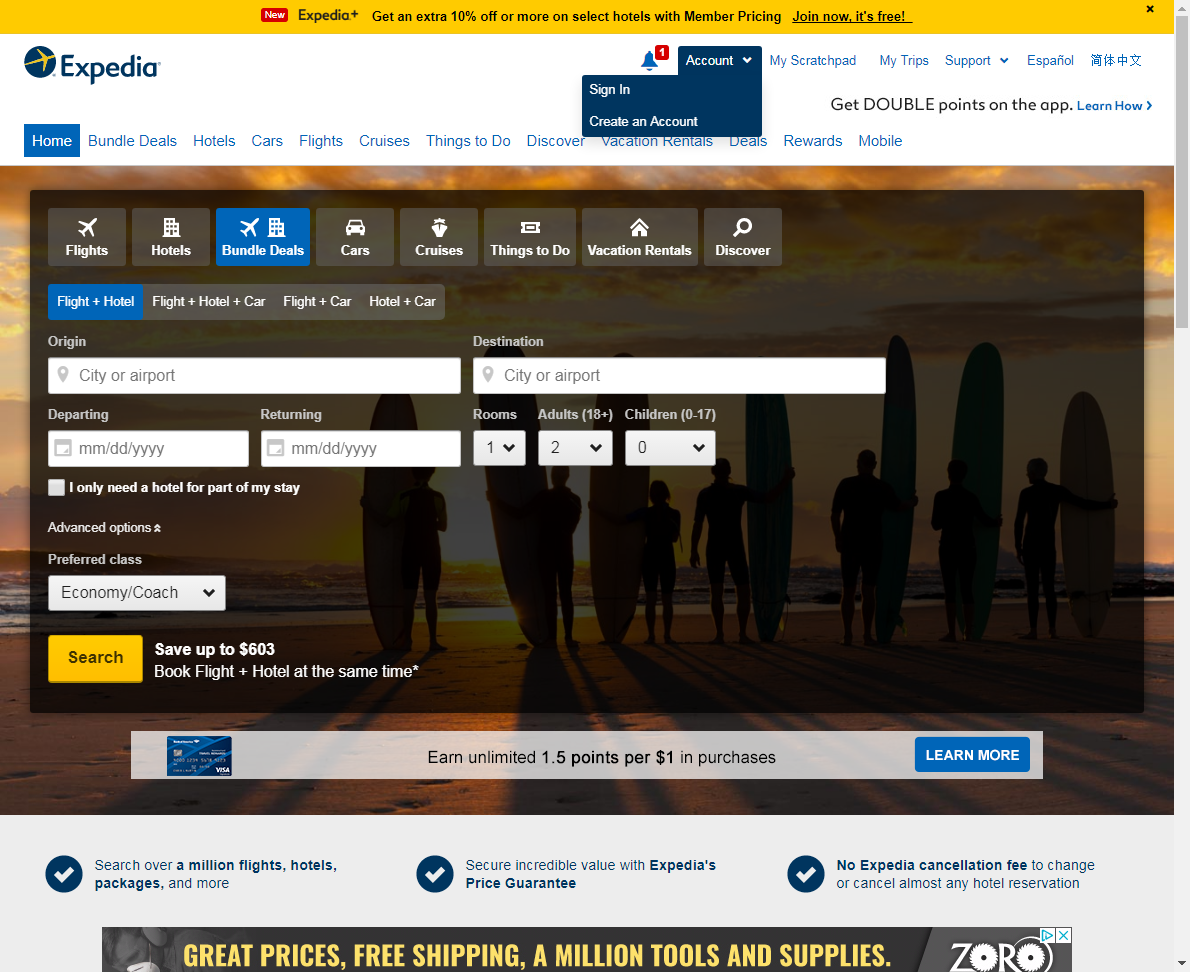 New Expedia+ Get an extra 10% off or more on select hotels with Member Pricing Join now, it's free!
Expedia
1
Account
My Scratchpad
My Trips
Support
Español
简体中文
Sign In
Create an Account
Get DOUBLE points on the app. Learn How
Home
Bundle Deals
Hotels
Cars
Flights
Cruises
Things to Do
Discover
Vacation Rentals
Deals
Rewards
Mobile
Flights
Hotels
Bundle Deals
Cars
Cruises
Things to Do
Vacation Rentals
Discover
Flight + Hotel
Flight + Hotel + Car
Flight + Car
Hotel + Car
Origin
Destination
City or airport
City or airport
Departing
Returning
Rooms
Adults (18+)
Children (0-17)
mm/dd/yyyy
mm/dd/yyyy
1
2
0
I only need a hotel for part of my stay
Advanced options
Preferred class
Economy/Coach
Search
Save up to $603
Book Flight + Hotel at the same time*
VISA
Earn unlimited 1.5 points per $1 in purchases
LEARN MORE
Search over a million flights, hotels,
packages, and more
Secure incredible value with Expedia's
Price Guarantee
No Expedia cancellation fee to change
or cancel almost any hotel reservation
GREAT PRICES, FREE SHIPPING, A MILLION TOOLS AND SUPPLIES.
ZORO